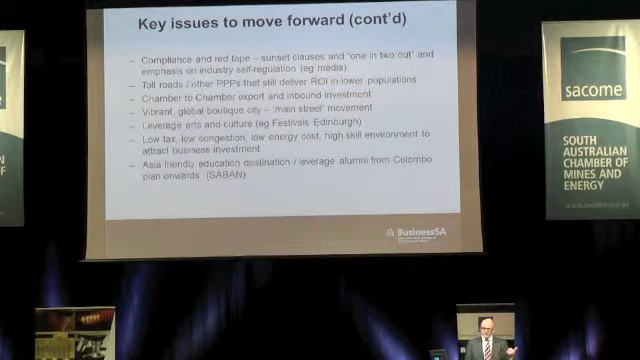 Key issues to move forward (cont'd)
– Compliance and red tape – sunset clauses and "one in two out" and
emphasis on industry self-regulation (eg media)
– Toll roads / other PPPs that still deliver ROI in lower populations
– Chamber to Chamber export and inbound investment
– Vibrant, global boutique city – 'main street' movement
– Leverage arts and culture (eg Festivals Edinburgh)
– Low tax, low congestion, low energy cost, high skill environment to
attract business investment
– Asia friendly education destination / leverage alumni from Colombo
plan onwards (SABAN)
BusinessSA
sacome
SOUTH
AUSTRALIAN
CHAMBER OF
MINES AND
ENERGY